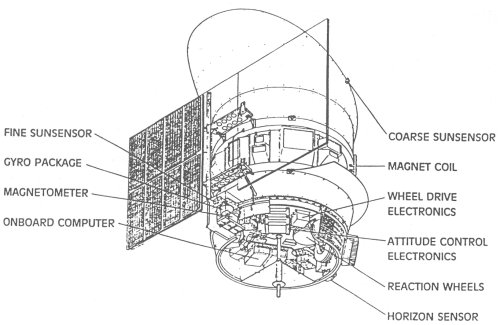 FINE SUNSENSOR
GYRO PACKAGE
MAGNETOMETER
ONBOARD COMPUTER
COARSE SUNSENSOR
MAGNET COIL
WHEEL DRIVE
ELECTRONICS
ATTITUDE CONTROL
ELECTRONICS
REACTION WHEELS
HORIZON SENSOR